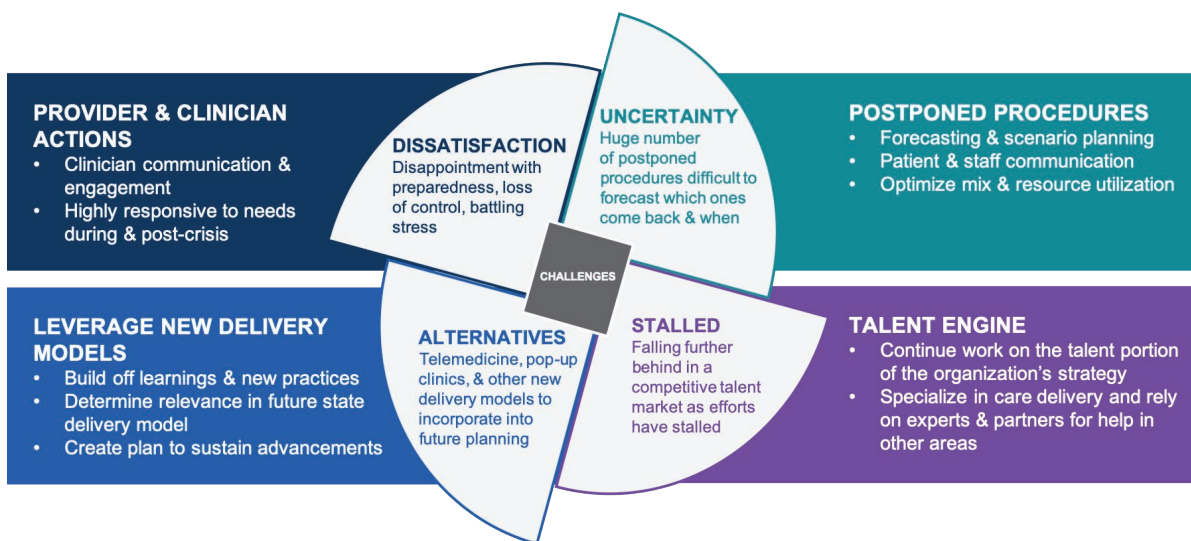 PROVIDER & CLINICIAN
ACTIONS
• Clinician communication &
engagement
• Highly responsive to needs
during & post-crisis
DISSATISFACTION
Disappointment with
preparedness, loss
of control, battling
stress
UNCERTAINTY
Huge number
of postponed
procedures difficult to
forecast which ones
come back & when
POSTPONED PROCEDURES
• Forecasting & scenario planning
• Patient & staff communication
• Optimize mix & resource utilization
CHALLENGES
LEVERAGE NEW DELIVERY
MODELS
• Build off learnings & new practices
• Determine relevance in future state
delivery model
• Create plan to sustain advancements
ALTERNATIVES
Telemedicine, pop-up
clinics, & other new
delivery models to
incorporate into
future planning
STALLED
Falling further
behind in a
competitive talent
market as efforts
have stalled
TALENT ENGINE
• Continue work on the talent portion
of the organization’s strategy
• Specialize in care delivery and rely
on experts & partners for help in
other areas